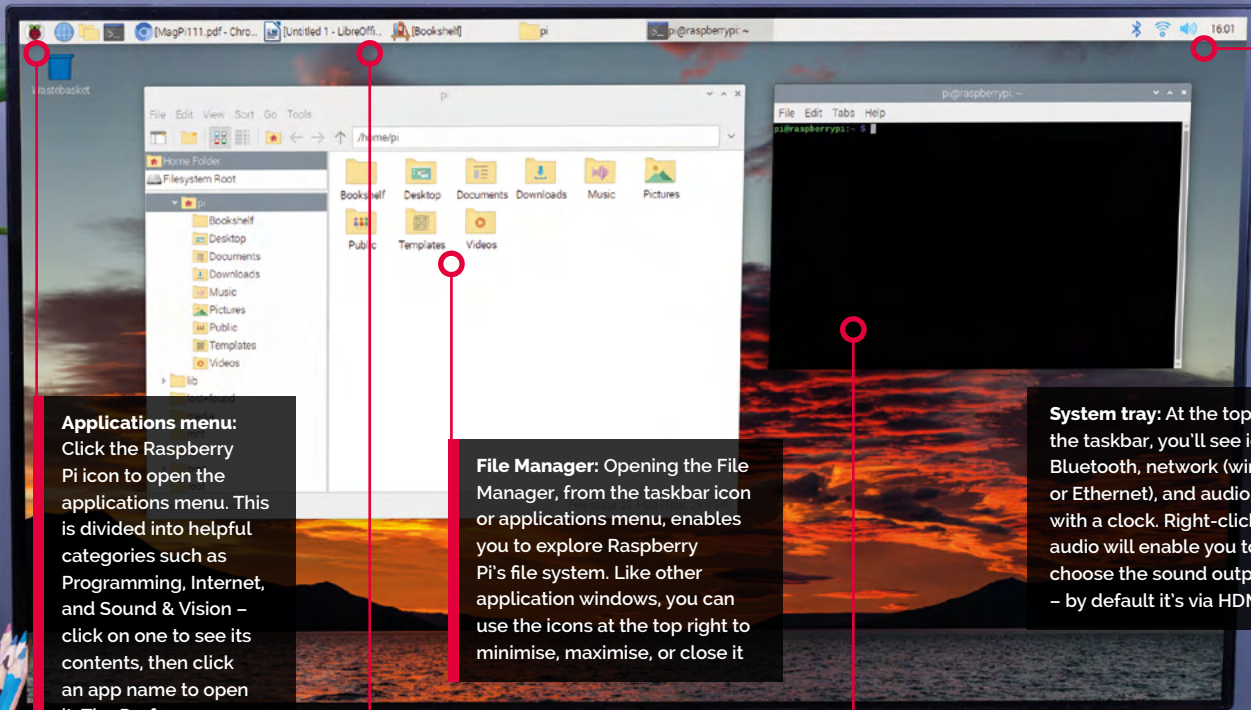 [MagPi111.pdf - Chro...
[Untitled 1 - LibreOffi...
[Bookshelf]
pi
pi@raspberrypi: ~
16:01
Wastebasket
pi
File Edit View Sort Go Tools
/home/pi
Home Folder
Filesystem Root
pi
Bookshelf
Desktop
Documents
Downloads
Music
Pictures
Public
Templates
Videos
lib
lost+found
Bookshelf Desktop Documents Downloads Music Pictures
Public Templates Videos
pi@raspberrypi: ~
File Edit Tabs Help
pi@raspberrypi:~ $
Applications menu:
Click the Raspberry
Pi icon to open the
applications menu. This
is divided into helpful
categories such as
Programming, Internet,
and Sound & Vision –
click on one to see its
contents, then click
an app name to open
File Manager: Opening the File
Manager, from the taskbar icon
or applications menu, enables
you to explore Raspberry
Pi's file system. Like other
application windows, you can
use the icons at the top right to
minimise, maximise, or close it
System tray: At the top
the taskbar, you'll see
Bluetooth, network
or Ethernet), and audio
with a clock. Right-click
audio will enable you to
choose the sound
– by default it's via